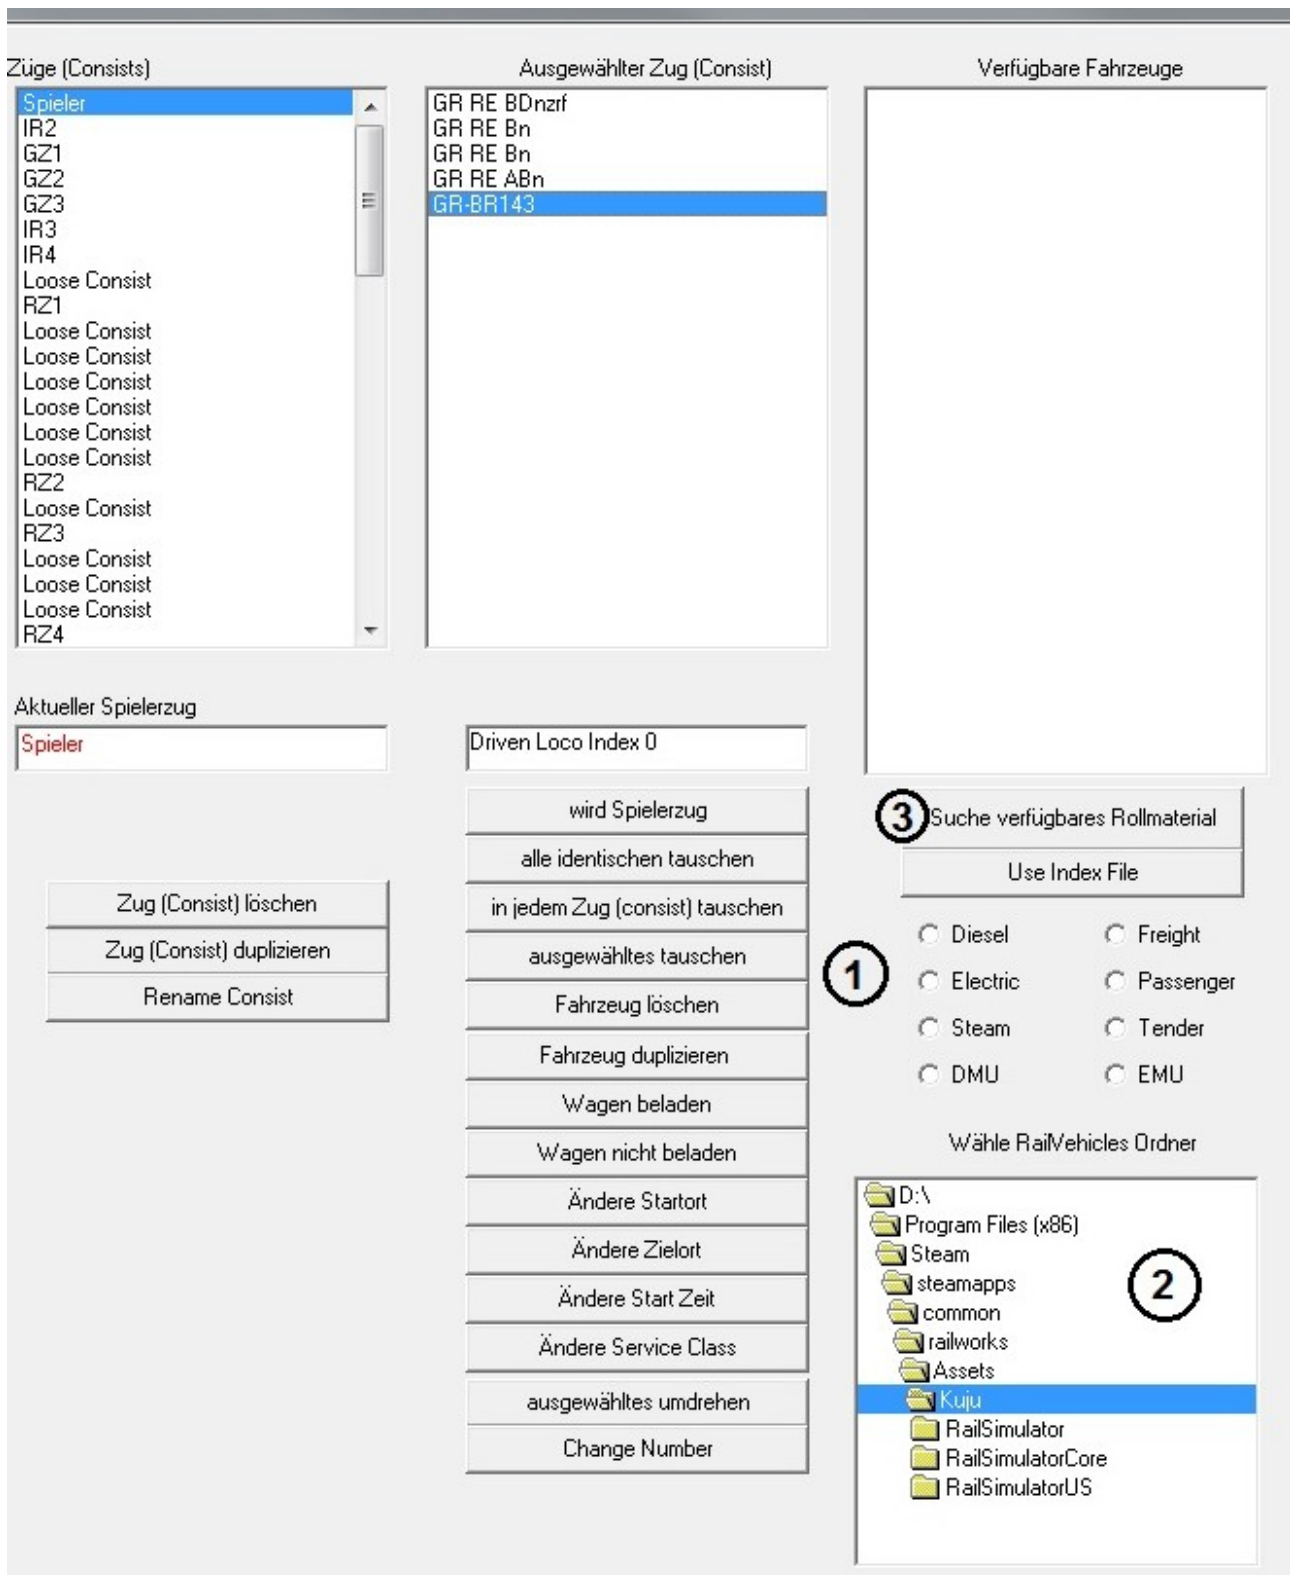 Züge (Consists)
Spieler
IR2
GZ1
GZ2
GZ3
IR3
IR4
Loose Consist
RZ1
Loose Consist
Loose Consist
Loose Consist
Loose Consist
Loose Consist
Loose Consist
RZ2
Loose Consist
RZ3
Loose Consist
Loose Consist
Loose Consist
RZ4
Aktueller Spielerzug
Spieler
Zug (Consist) löschen
Zug (Consist) duplizieren
Rename Consist
Ausgewählter Zug (Consist)
GR RE BDnzrf
GR RE Bn
GR RE Bn
GR RE ABn
GR-BR143
Driven Loco Index 0
wird Spielerzug
alle identischen tauschen
in jedem Zug (consist) tauschen
ausgewähltes tauschen
Fahrzeug löschen
Fahrzeug duplizieren
Wagen beladen
Wagen nicht beladen
Ändere Startort
Ändere Zielort
Ändere Start Zeit
Ändere Service Class
ausgewähltes umdrehen
Change Number
Verfügbare Fahrzeuge
3 Suche verfügbares Rollmaterial
Use Index File
1
Diesel
Freight
Electric
Passenger
Steam
Tender
DMU
EMU
Wähle RailVehicles Ordner
D:\
Program Files (x86)
Steam
steamapps
2
common
railworks
Assets
Kuju
RailSimulator
RailSimulatorCore
RailSimulatorUS